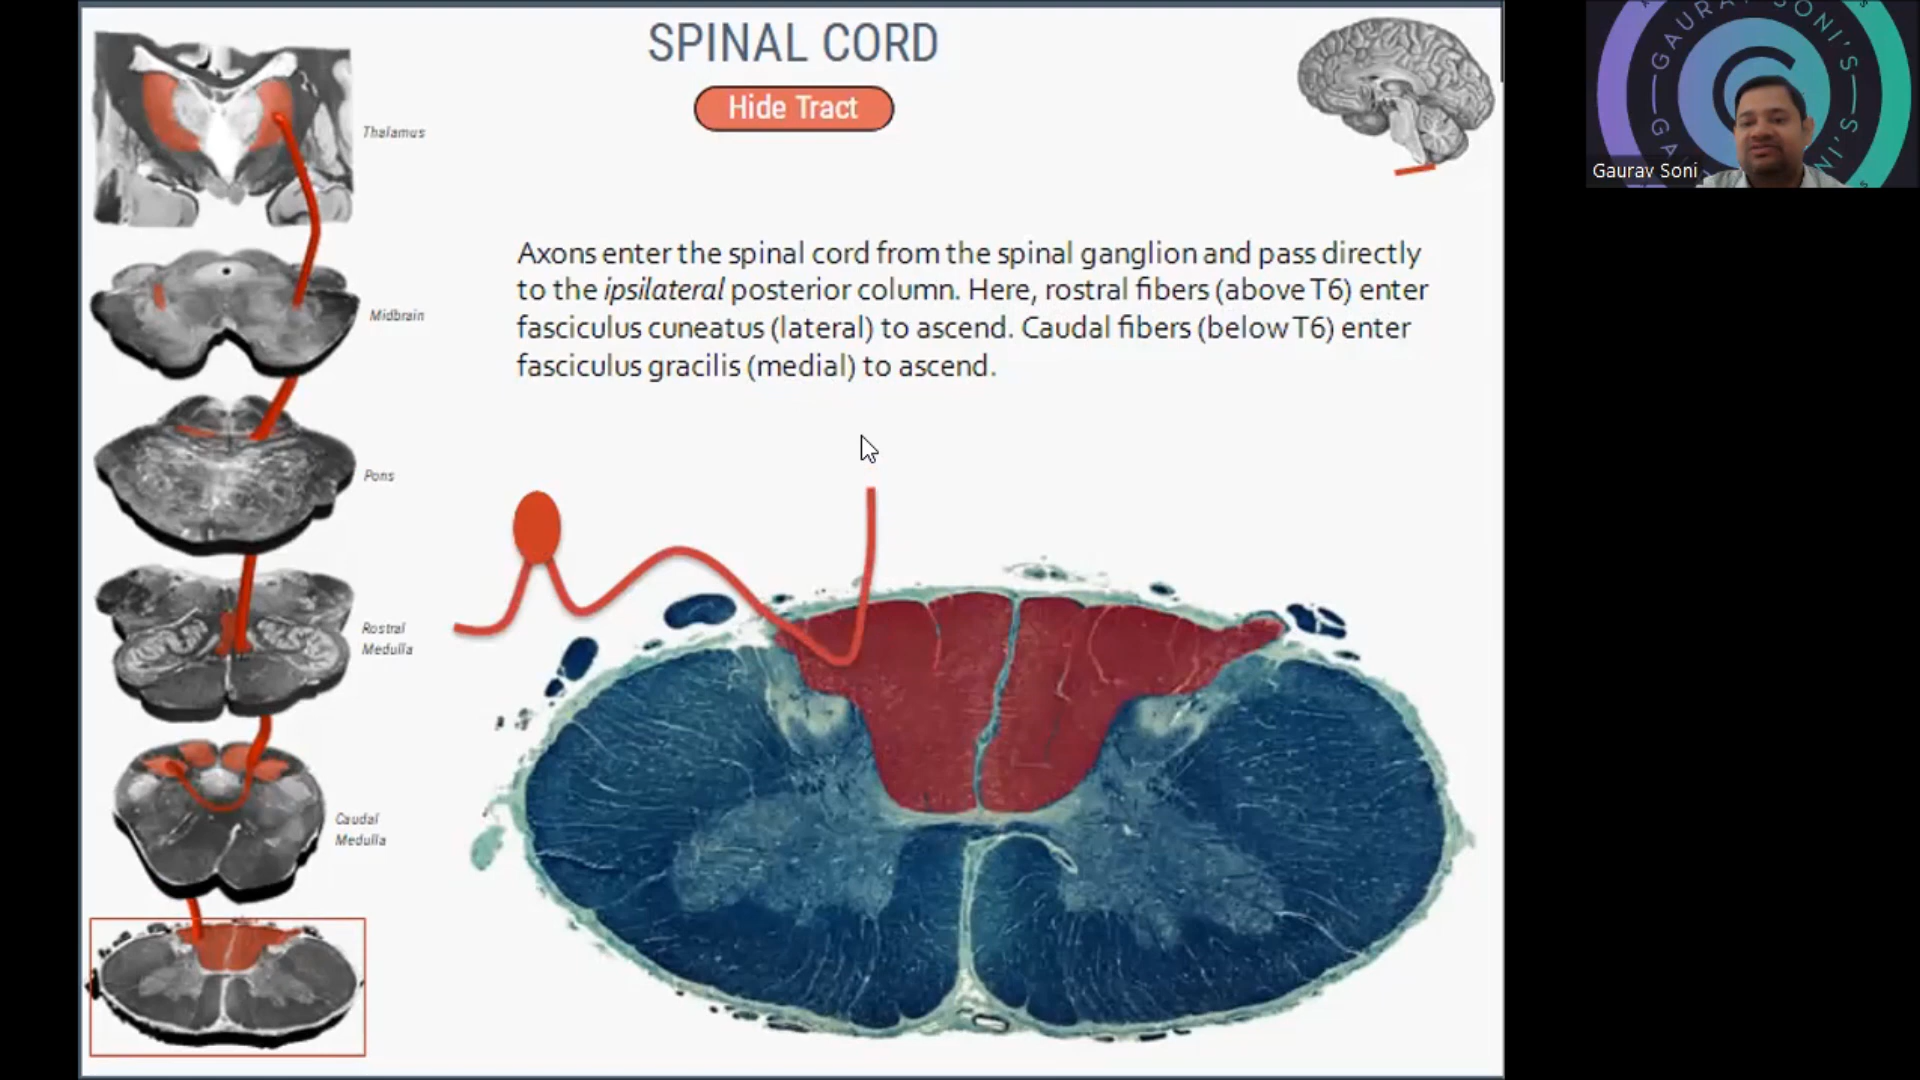 SPINAL CORD
Hide Tract
Thalamus
Midbrain
Pons
Rostral
Medulla
Caudal
Medulla
Axons enter the spinal cord from the spinal ganglion and pass directly
to the ipsilateral posterior column. Here, rostral fibers (above T6) enter
fasciculus cuneatus (lateral) to ascend. Caudal fibers (below T6) enter
fasciculus gracilis (medial) to ascend.
GAURAV SONI'S
Gaurav Soni